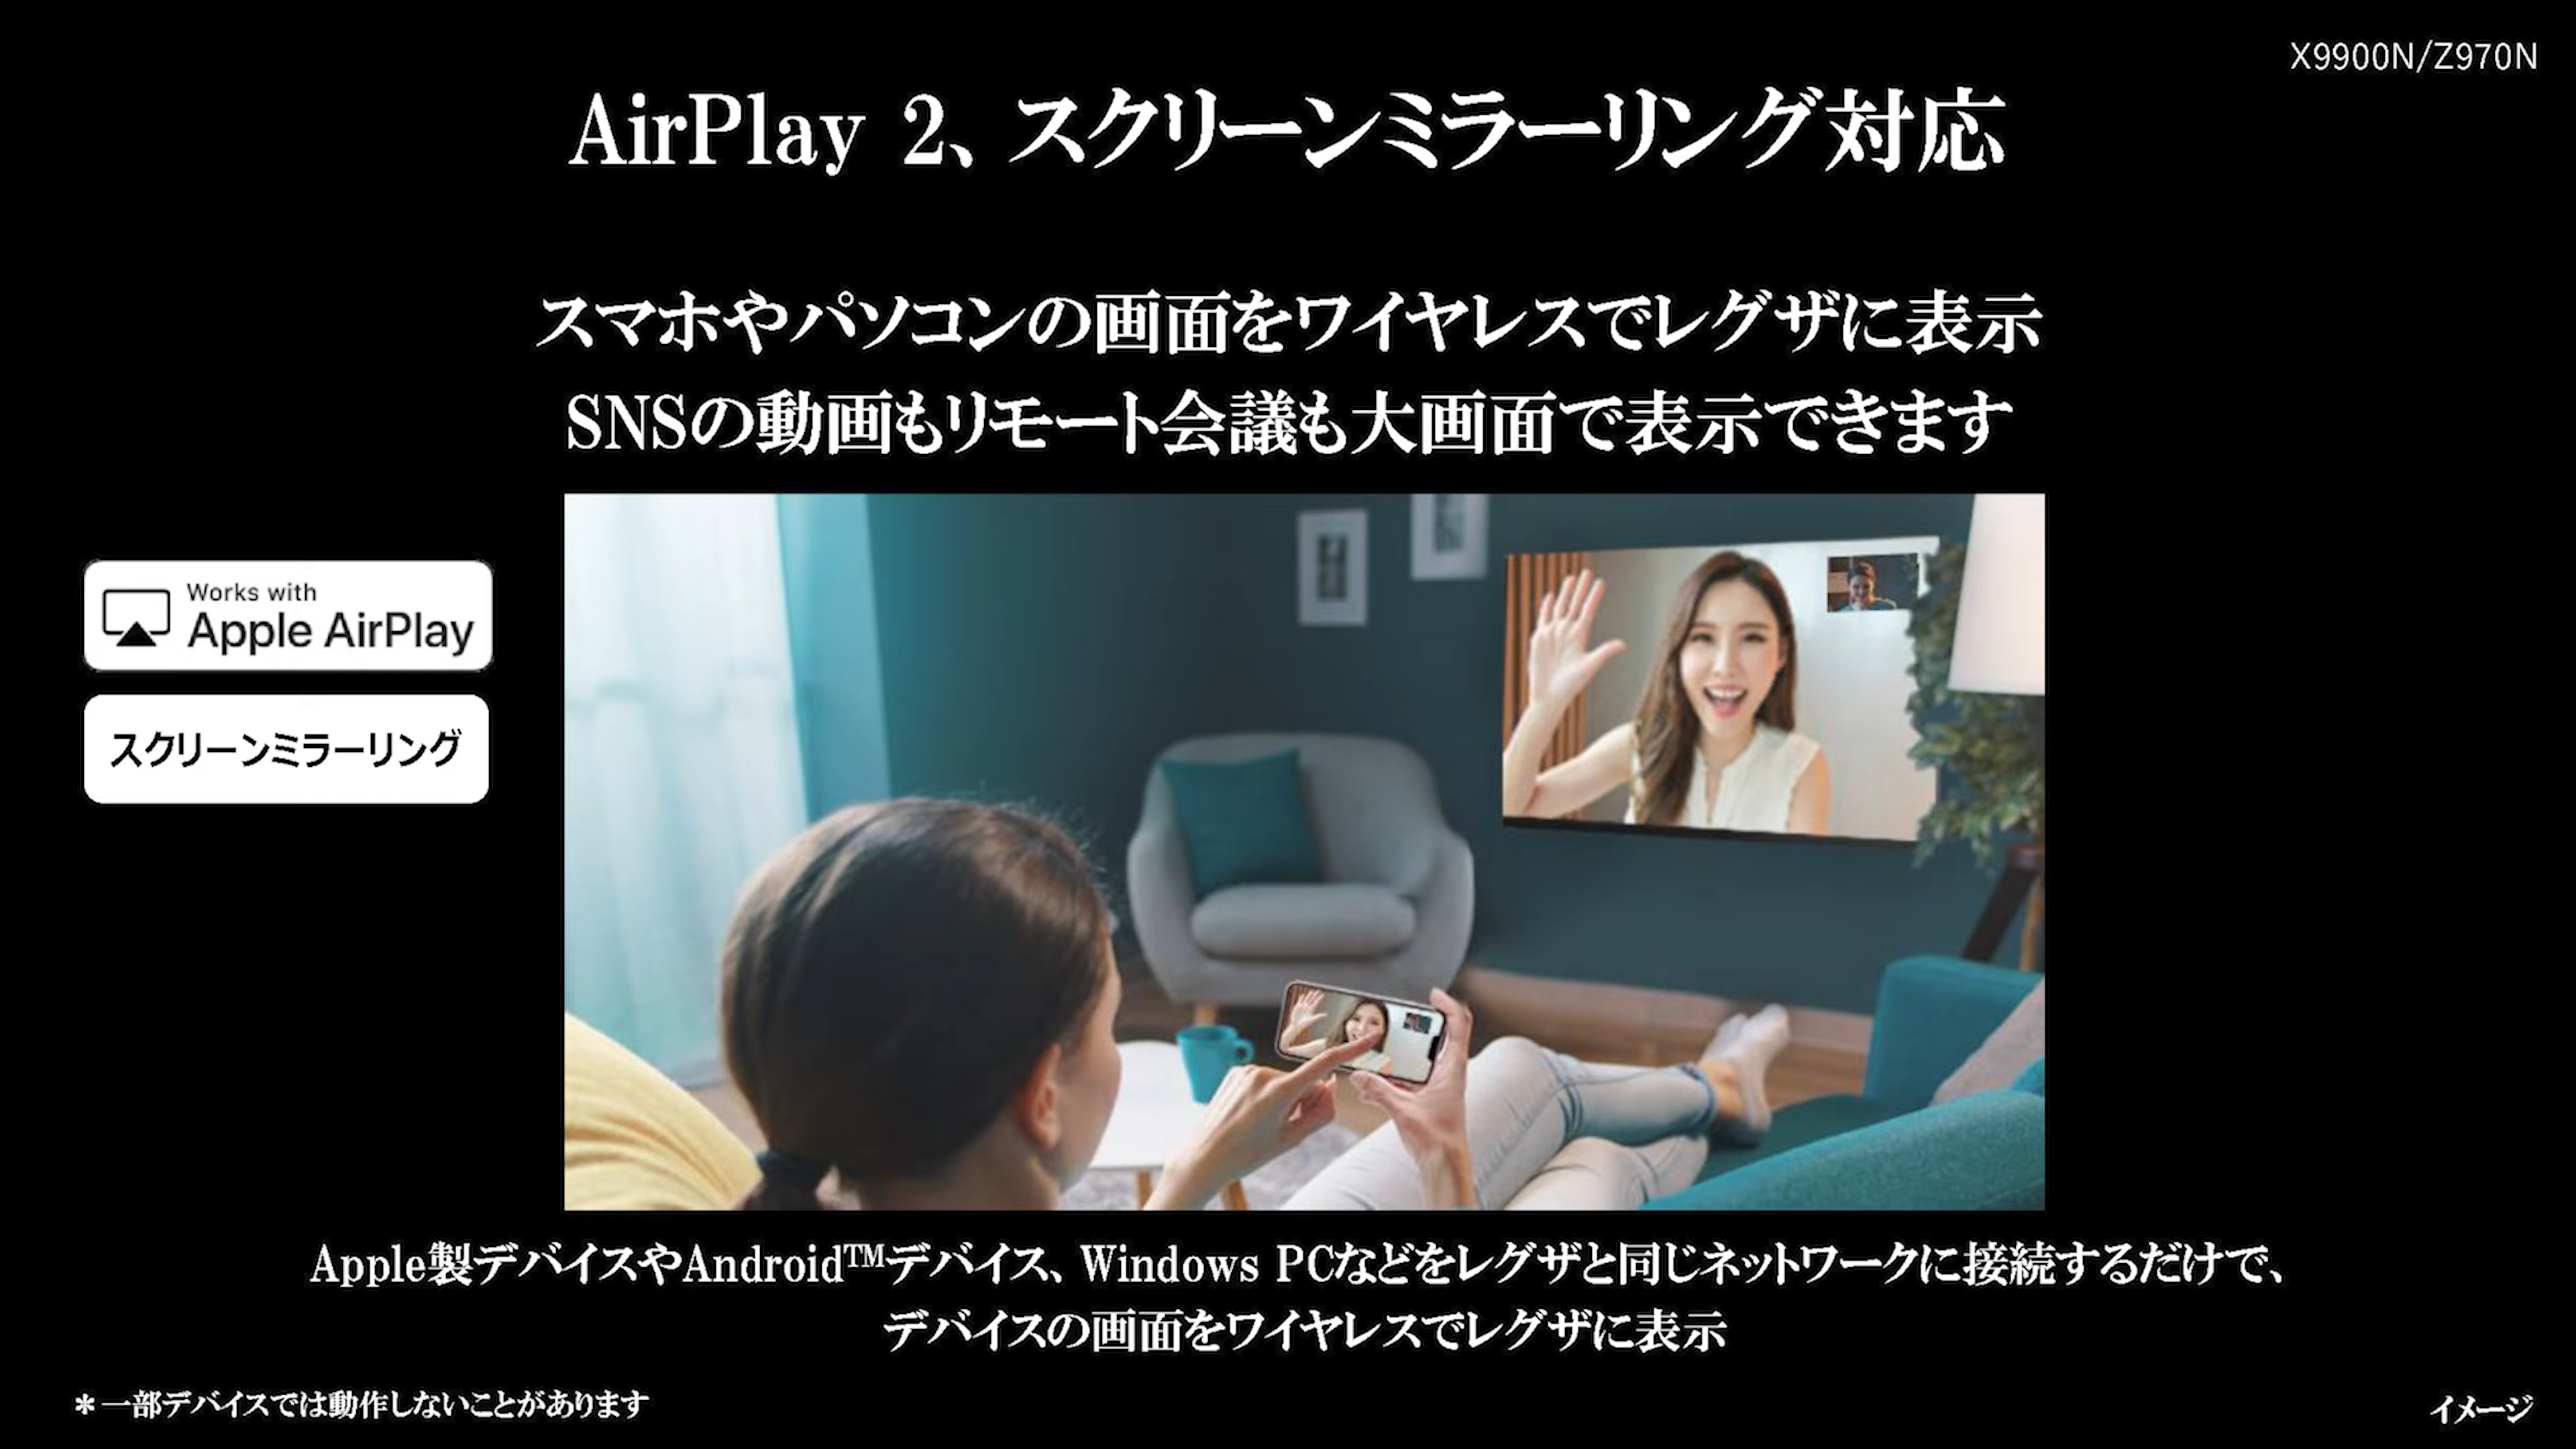 X9900N/Z970N
AirPlay 2、スクリーンミラーリング対応
スマホやパソコンの画面をワイヤレスでレグザに表示
SNSの動画もリモート会議も大画面で表示できます
Works with
Apple AirPlay
スクリーンミラーリング
Apple製デバイスやAndroid™デバイス、Windows PCなどをレグザと同じネットワークに接続するだけで、
デバイスの画面をワイヤレスでレグザに表示
＊一部デバイスでは動作しないことがあります
イメージ